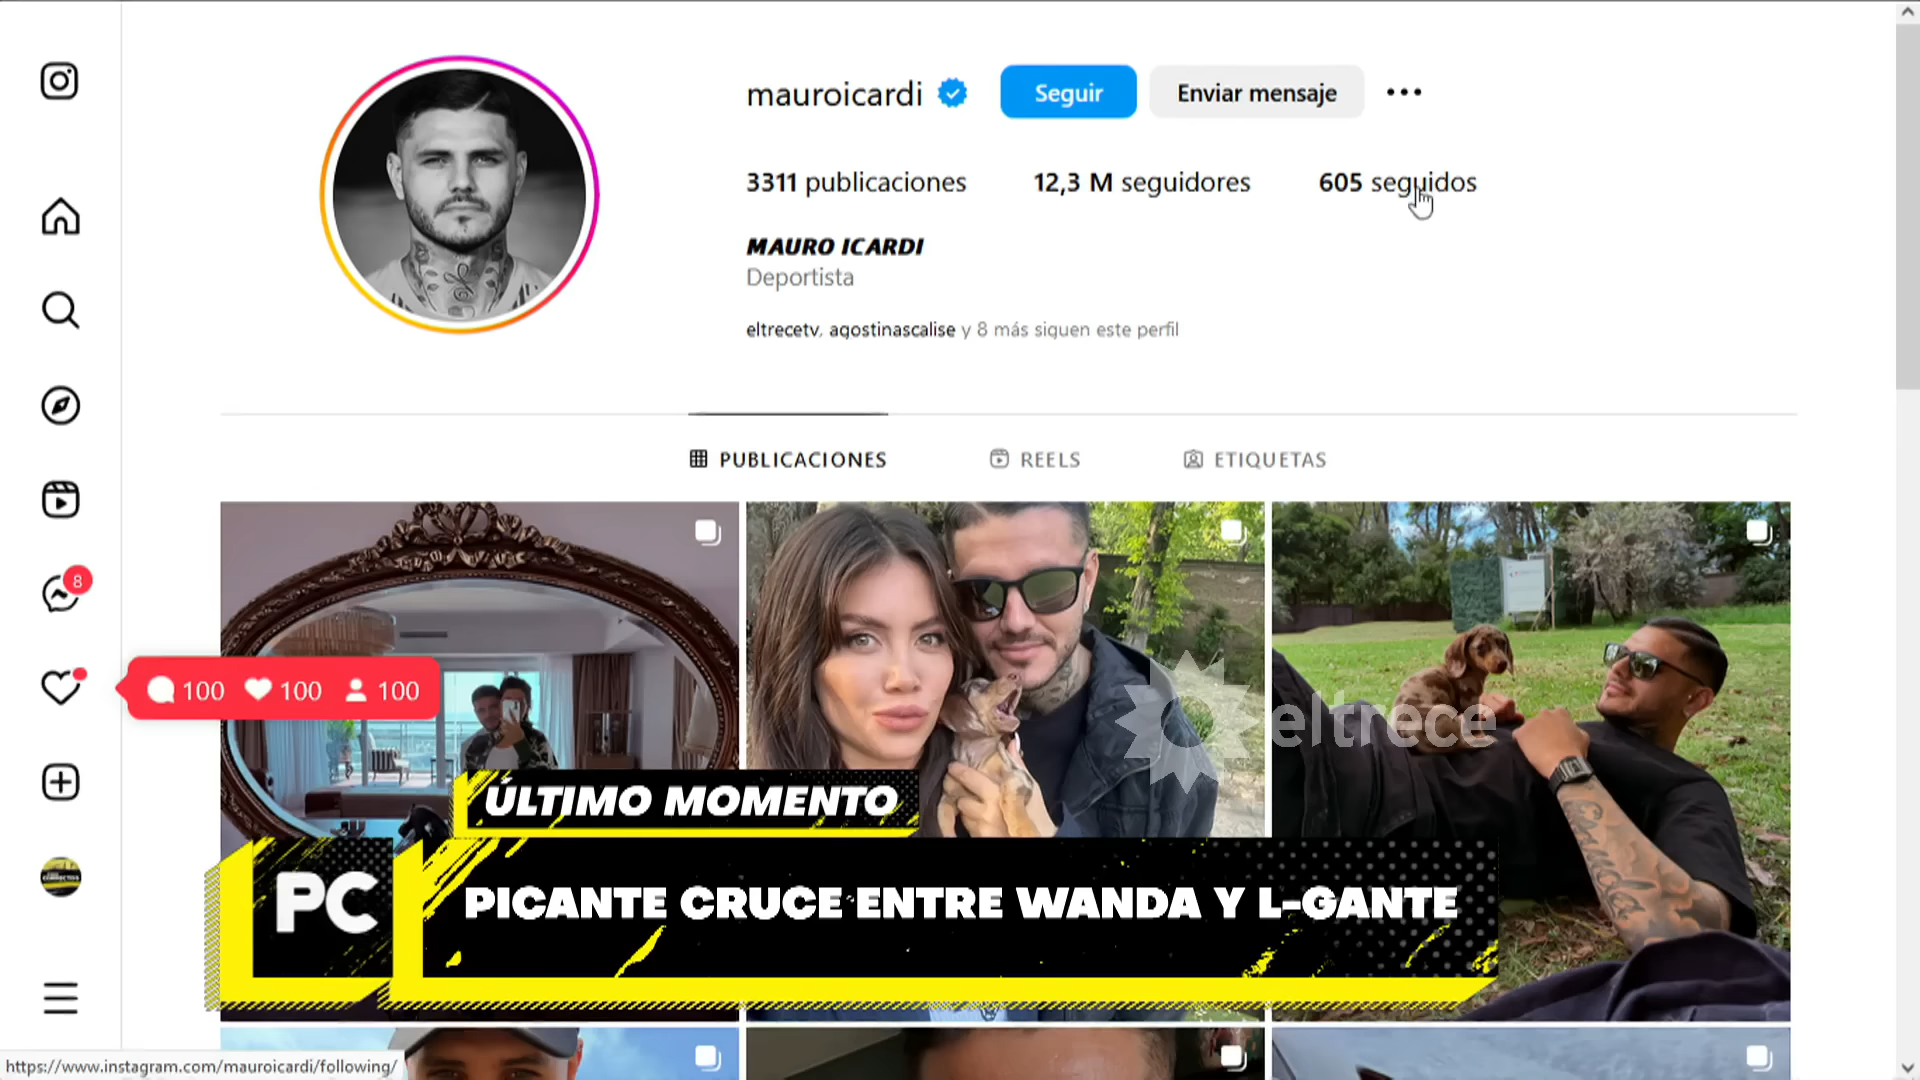 mauroicardi
Seguir
Enviar mensaje
3311 publicaciones
12,3 M seguidores
605 seguidos
MAURO ICARDI
Deportista
eltrecetv, agostinascalise y 8 más siguen este perfil
PUBLICACIONES
REELS
ETIQUETAS
8
100 100 100
eltrece
ÚLTIMO MOMENTO
PC
PICANTE CRUCE ENTRE WANDA Y L-GANTE
https://www.instagram.com/mauroicardi/following/